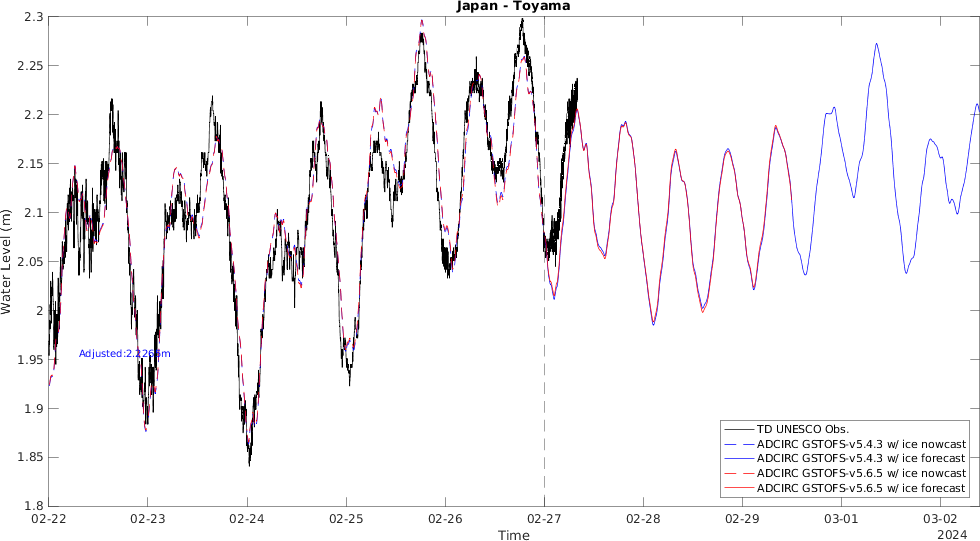 Japan - Toyama
2.3
2.25
2.2
2.15
2.1
2.05
2
1.95
1.9
1.85
1.8
Water Level (m)
TD UNESCO Obs.
ADCIRC GSTOFS-v5.4.3 w/ ice nowcast
ADCIRC GSTOFS-v5.4.3 w/ ice forecast
ADCIRC GSTOFS-v5.6.5 w/ ice nowcast
ADCIRC GSTOFS-v5.6.5 w/ ice forecast
02-22 02-23 02-24 02-25 02-26 02-27 02-28 02-29 03-01 03-02
Time
2024